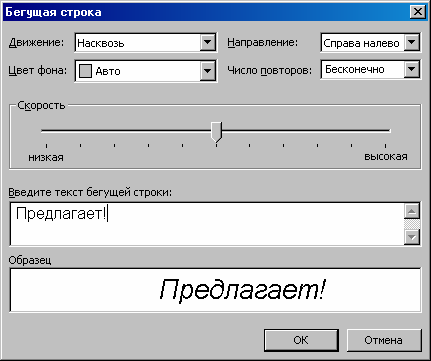 Бегущая строка
Движение: Насквозь Направление: Справа налево
Цвет фона: Авто Число повторов: Бесконечно
Скорость
низкая высокая
Введите текст бегущей строки:
Предлагает!
Образец
Предлагает!
OK Отмена